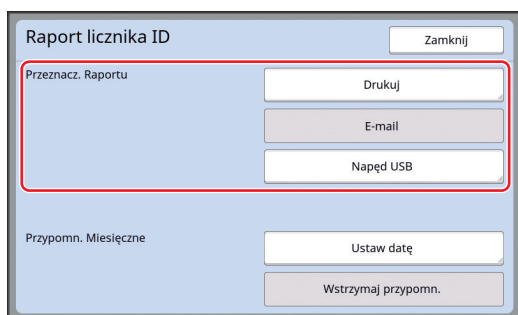 Raport licznika ID
Zamknij
Przeznacz. Raportu
Drukuj
E-mail
Napęd USB
Przypomn. Miesięczne
Ustaw datę
Wstrzymaj przypomn.